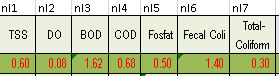 nl1 nl2 nl3 nl4 nl5 nl6 nl7
TSS DO BOD COD Fosfat Fecal Coli Total-Coliform
0.60 0.08 1.62 0.68 0.50 1.40 0.30